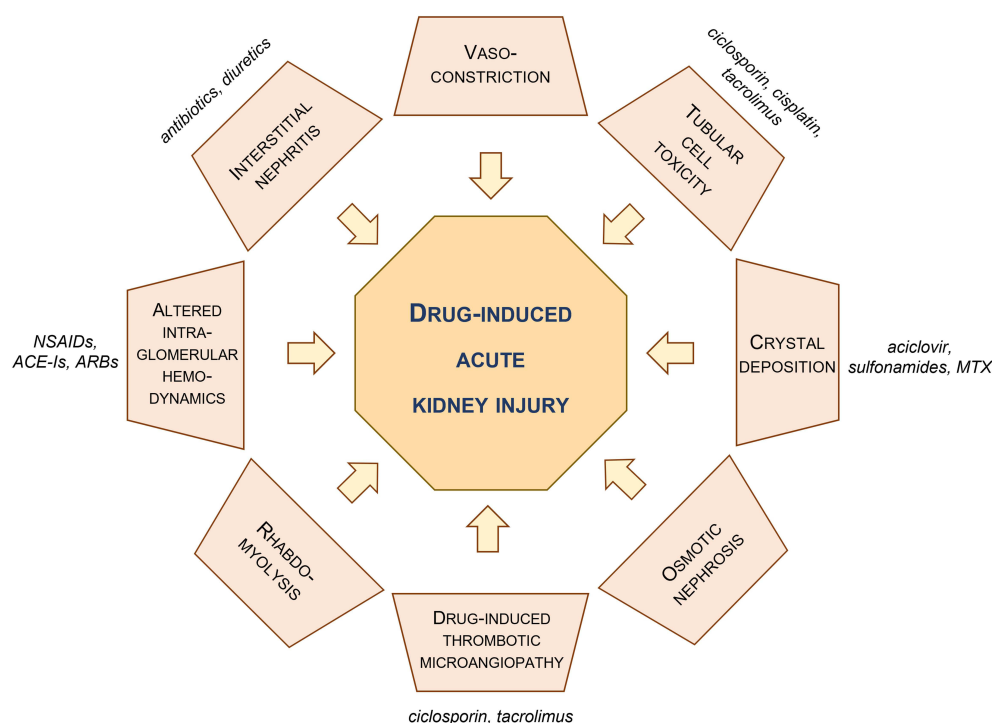 VASO-
CONSTRICTION
ciclosporin, cisplatin,
tacrolimus
TUBULAR
CELL
TOXICITY
CRYSTAL
DEPOSITION
aciclovir,
sulfonamides, MTX
OSMOTIC
NEPHROSIS
DRUG-INDUCED
THROMBOTIC
MICROANGIOPATHY
ciclosporin, tacrolimus
RHABDO-
MYOLYSIS
ALTERED
INTRA-
GLOMERULAR
HEMO-
DYNAMICS
NSAIDs,
ACE-Is, ARBs
INTERSTITIAL
NEPHRITIS
antibiotics, diuretics
DRUG-INDUCED
ACUTE
KIDNEY INJURY